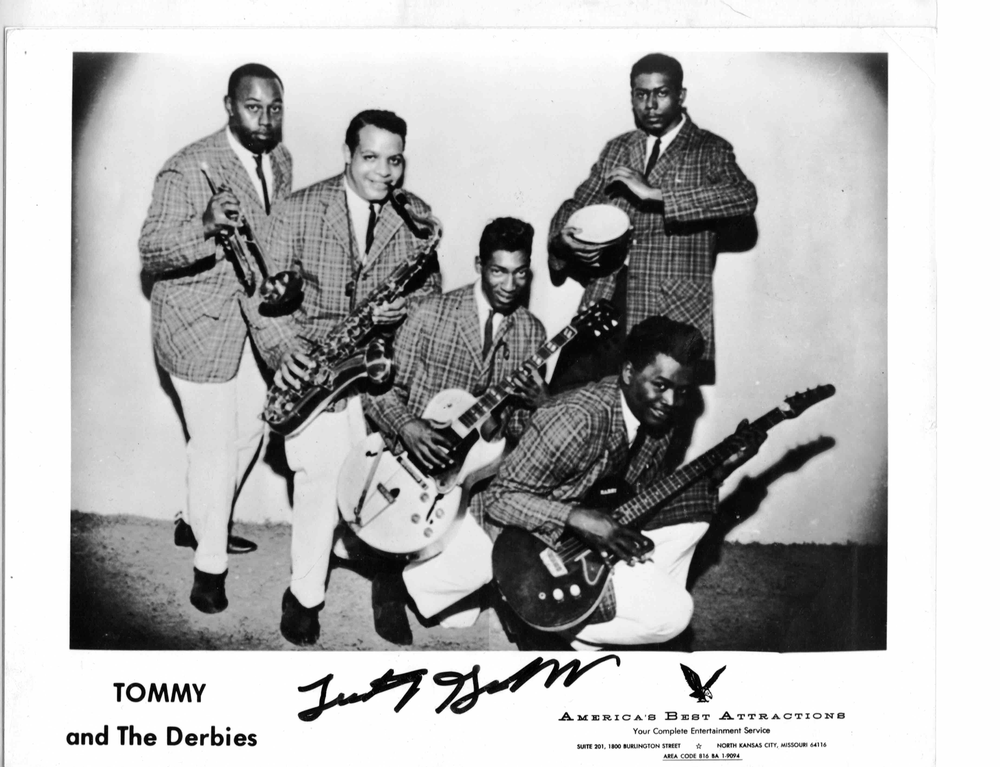 TOMMY
and The Derbies
AMERICA'S BEST ATTRACTIONS
Your Complete Entertainment Service
SUITE 201, 1800 BURLINGTON STREET ☆ NORTH KANSAS CITY, MISSOURI 64116
AREA CODE 816 BA 1-9094